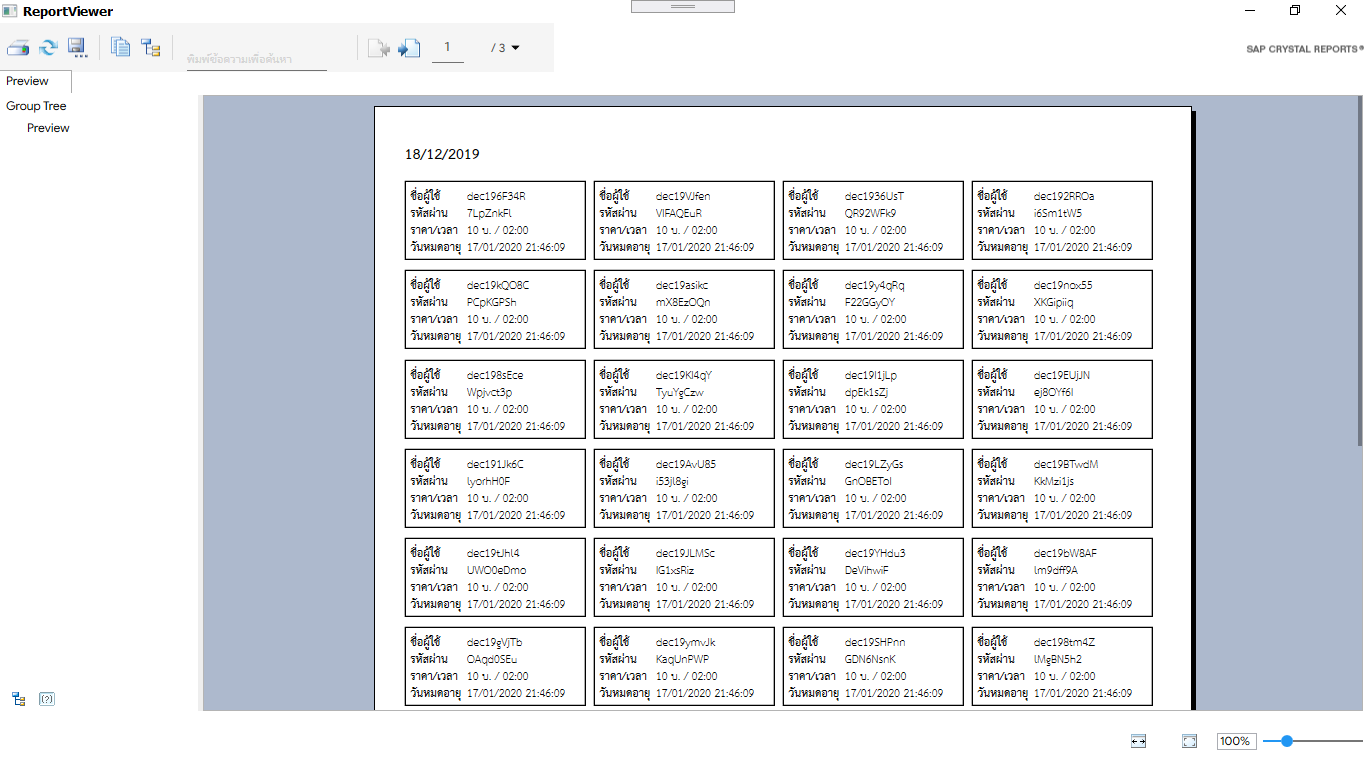 ReportViewer
พิมพ์ข้อความเพื่อค้นหา
1
/ 3
SAP CRYSTAL REPORTS®
Preview
Group Tree
Preview
18/12/2019
ชื่อผู้ใช้ dec196F34R ชื่อผู้ใช้ dec19VJfen ชื่อผู้ใช้ dec1936UsT ชื่อผู้ใช้ dec192RROa
รหัสผ่าน 7LpZnkFl รหัสผ่าน VIFAQEuR รหัสผ่าน QR92WFk9 รหัสผ่าน i6Sm1tW5
ราคา/เวลา 10 บ. / 02:00 ราคา/เวลา 10 บ. / 02:00 ราคา/เวลา 10 บ. / 02:00 ราคา/เวลา 10 บ. / 02:00
วันหมดอายุ 17/01/2020 21:46:09 วันหมดอายุ 17/01/2020 21:46:09 วันหมดอายุ 17/01/2020 21:46:09 วันหมดอายุ 17/01/2020 21:46:09
ชื่อผู้ใช้ dec19kQO8C ชื่อผู้ใช้ dec19asikc ชื่อผู้ใช้ dec19y4qRq ชื่อผู้ใช้ dec19nox55
รหัสผ่าน PCpKGPSh รหัสผ่าน mX8EzOQn รหัสผ่าน F22GGyOY รหัสผ่าน XKGipiiq
ราคา/เวลา 10 บ. / 02:00 ราคา/เวลา 10 บ. / 02:00 ราคา/เวลา 10 บ. / 02:00 ราคา/เวลา 10 บ. / 02:00
วันหมดอายุ 17/01/2020 21:46:09 วันหมดอายุ 17/01/2020 21:46:09 วันหมดอายุ 17/01/2020 21:46:09 วันหมดอายุ 17/01/2020 21:46:09
ชื่อผู้ใช้ dec198sEce ชื่อผู้ใช้ dec19KI4qY ชื่อผู้ใช้ dec19I1jLp ชื่อผู้ใช้ dec19EUjJN
รหัสผ่าน Wpjvct3p รหัสผ่าน TyuYgCzw รหัสผ่าน dpEk1sZj รหัสผ่าน ej8OYf6I
ราคา/เวลา 10 บ. / 02:00 ราคา/เวลา 10 บ. / 02:00 ราคา/เวลา 10 บ. / 02:00 ราคา/เวลา 10 บ. / 02:00
วันหมดอายุ 17/01/2020 21:46:09 วันหมดอายุ 17/01/2020 21:46:09 วันหมดอายุ 17/01/2020 21:46:09 วันหมดอายุ 17/01/2020 21:46:09
ชื่อผู้ใช้ dec191Jk6C ชื่อผู้ใช้ dec19AvU85 ชื่อผู้ใช้ dec19LZyGs ชื่อผู้ใช้ dec19BTwdM
รหัสผ่าน lyorhH0F รหัสผ่าน i53jl8gi รหัสผ่าน GnOBEToI รหัสผ่าน KkMzi1js
ราคา/เวลา 10 บ. / 02:00 ราคา/เวลา 10 บ. / 02:00 ราคา/เวลา 10 บ. / 02:00 ราคา/เวลา 10 บ. / 02:00
วันหมดอายุ 17/01/2020 21:46:09 วันหมดอายุ 17/01/2020 21:46:09 วันหมดอายุ 17/01/2020 21:46:09 วันหมดอายุ 17/01/2020 21:46:09
ชื่อผู้ใช้ dec19tJhl4 ชื่อผู้ใช้ dec19JLMSc ชื่อผู้ใช้ dec19YHdu3 ชื่อผู้ใช้ dec19bW8AF
รหัสผ่าน UWO0eDmo รหัสผ่าน IG1xsRiz รหัสผ่าน DeVihwiF รหัสผ่าน lm9dff9A
ราคา/เวลา 10 บ. / 02:00 ราคา/เวลา 10 บ. / 02:00 ราคา/เวลา 10 บ. / 02:00 ราคา/เวลา 10 บ. / 02:00
วันหมดอายุ 17/01/2020 21:46:09 วันหมดอายุ 17/01/2020 21:46:09 วันหมดอายุ 17/01/2020 21:46:09 วันหมดอายุ 17/01/2020 21:46:09
ชื่อผู้ใช้ dec19gVjTb ชื่อผู้ใช้ dec19ymvJk ชื่อผู้ใช้ dec19SHPnn ชื่อผู้ใช้ dec198tm4Z
รหัสผ่าน OAqd0SEu รหัสผ่าน KaqUnPWP รหัสผ่าน GDN6NsnK รหัสผ่าน lMgBN5h2
ราคา/เวลา 10 บ. / 02:00 ราคา/เวลา 10 บ. / 02:00 ราคา/เวลา 10 บ. / 02:00 ราคา/เวลา 10 บ. / 02:00
วันหมดอายุ 17/01/2020 21:46:09 วันหมดอายุ 17/01/2020 21:46:09 วันหมดอายุ 17/01/2020 21:46:09 วันหมดอายุ 17/01/2020 21:46:09
100%